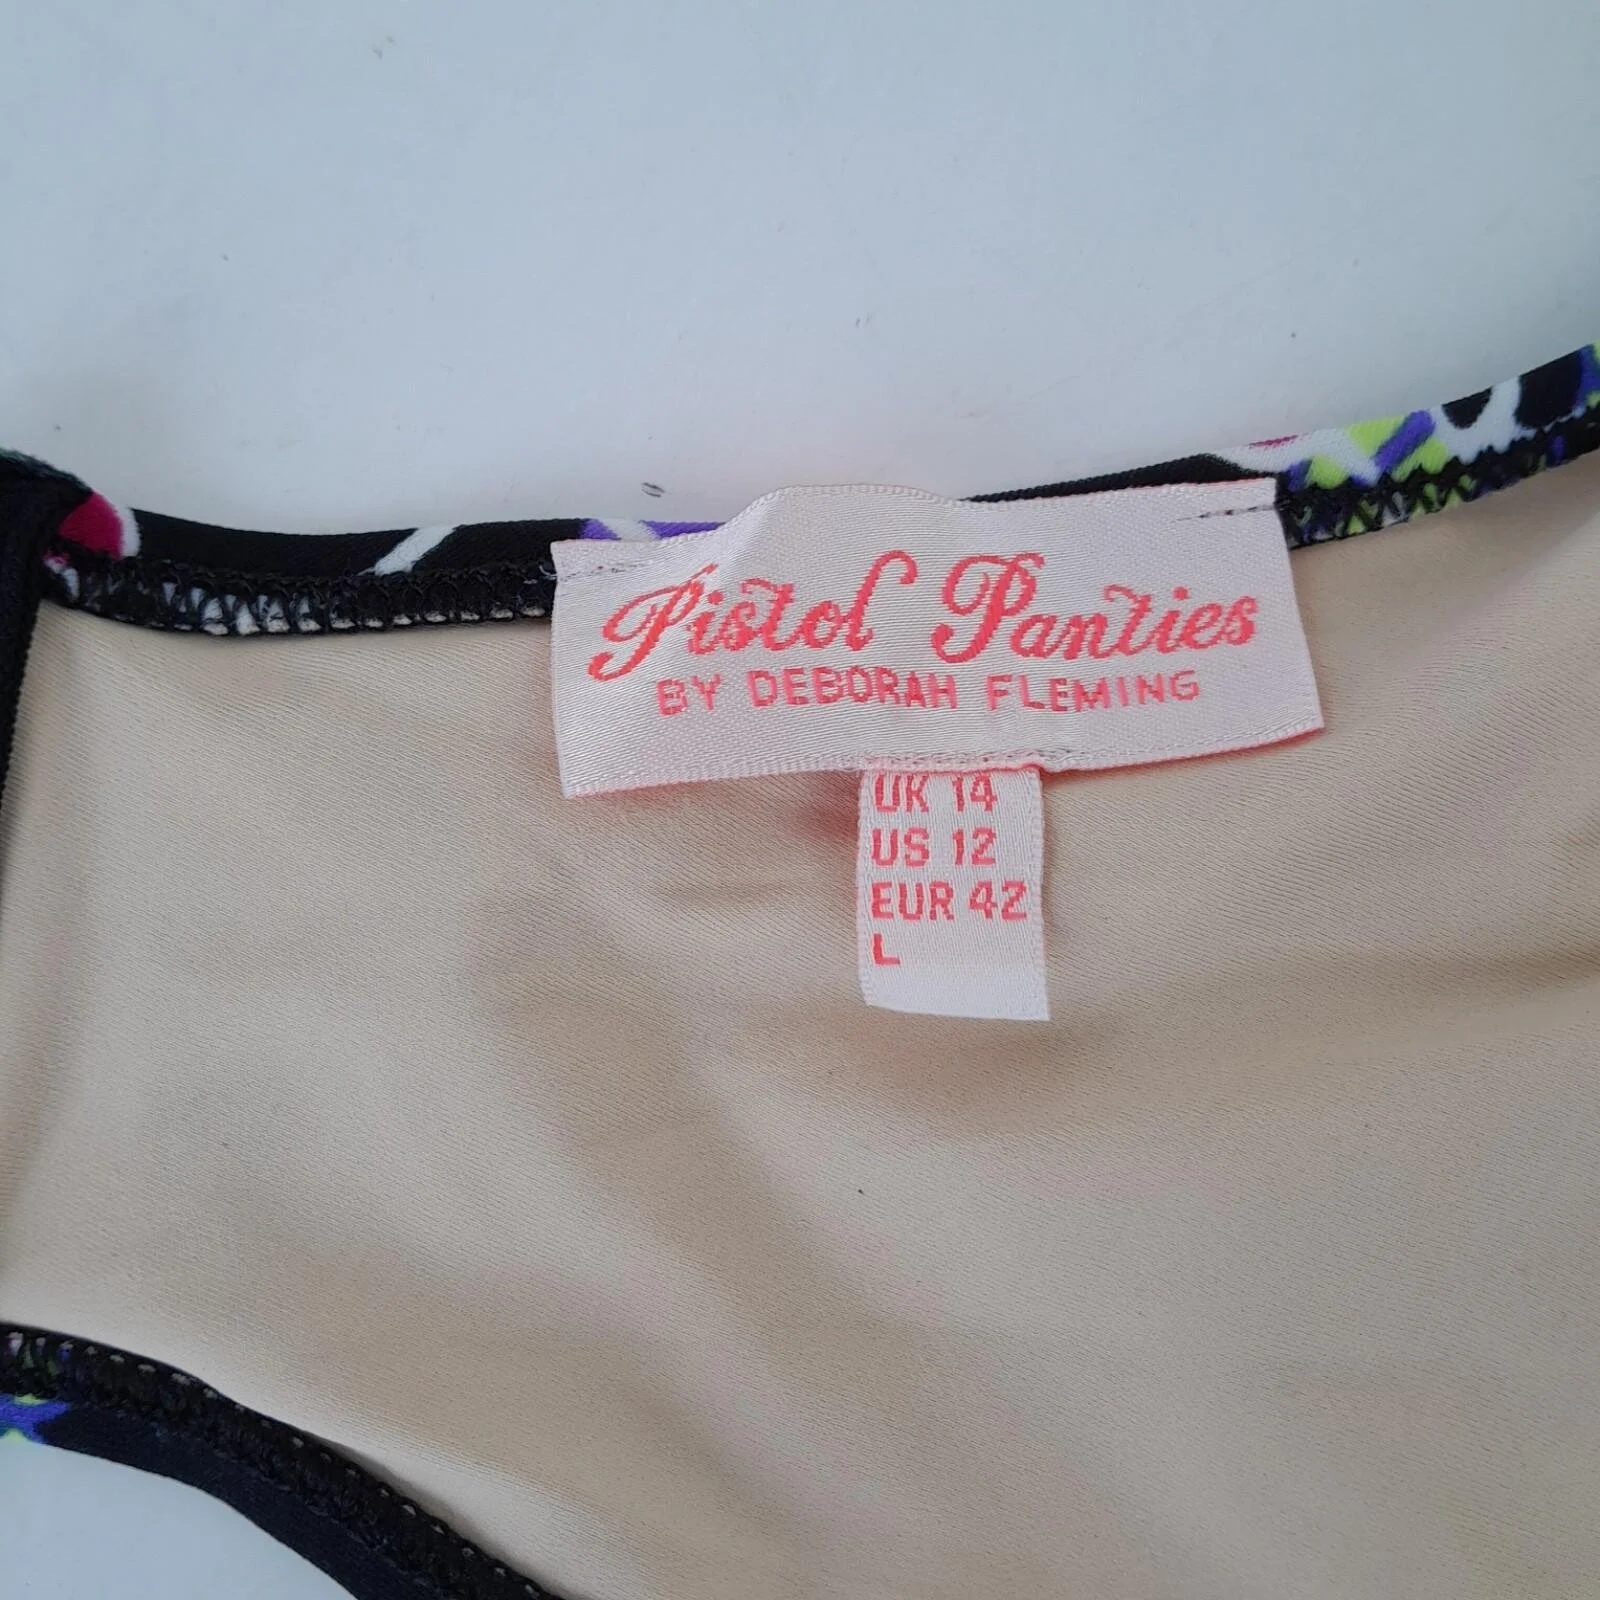 Pistol Panties
BY DEBORAH FLEMING
UK 14
US 12
EUR 42
L